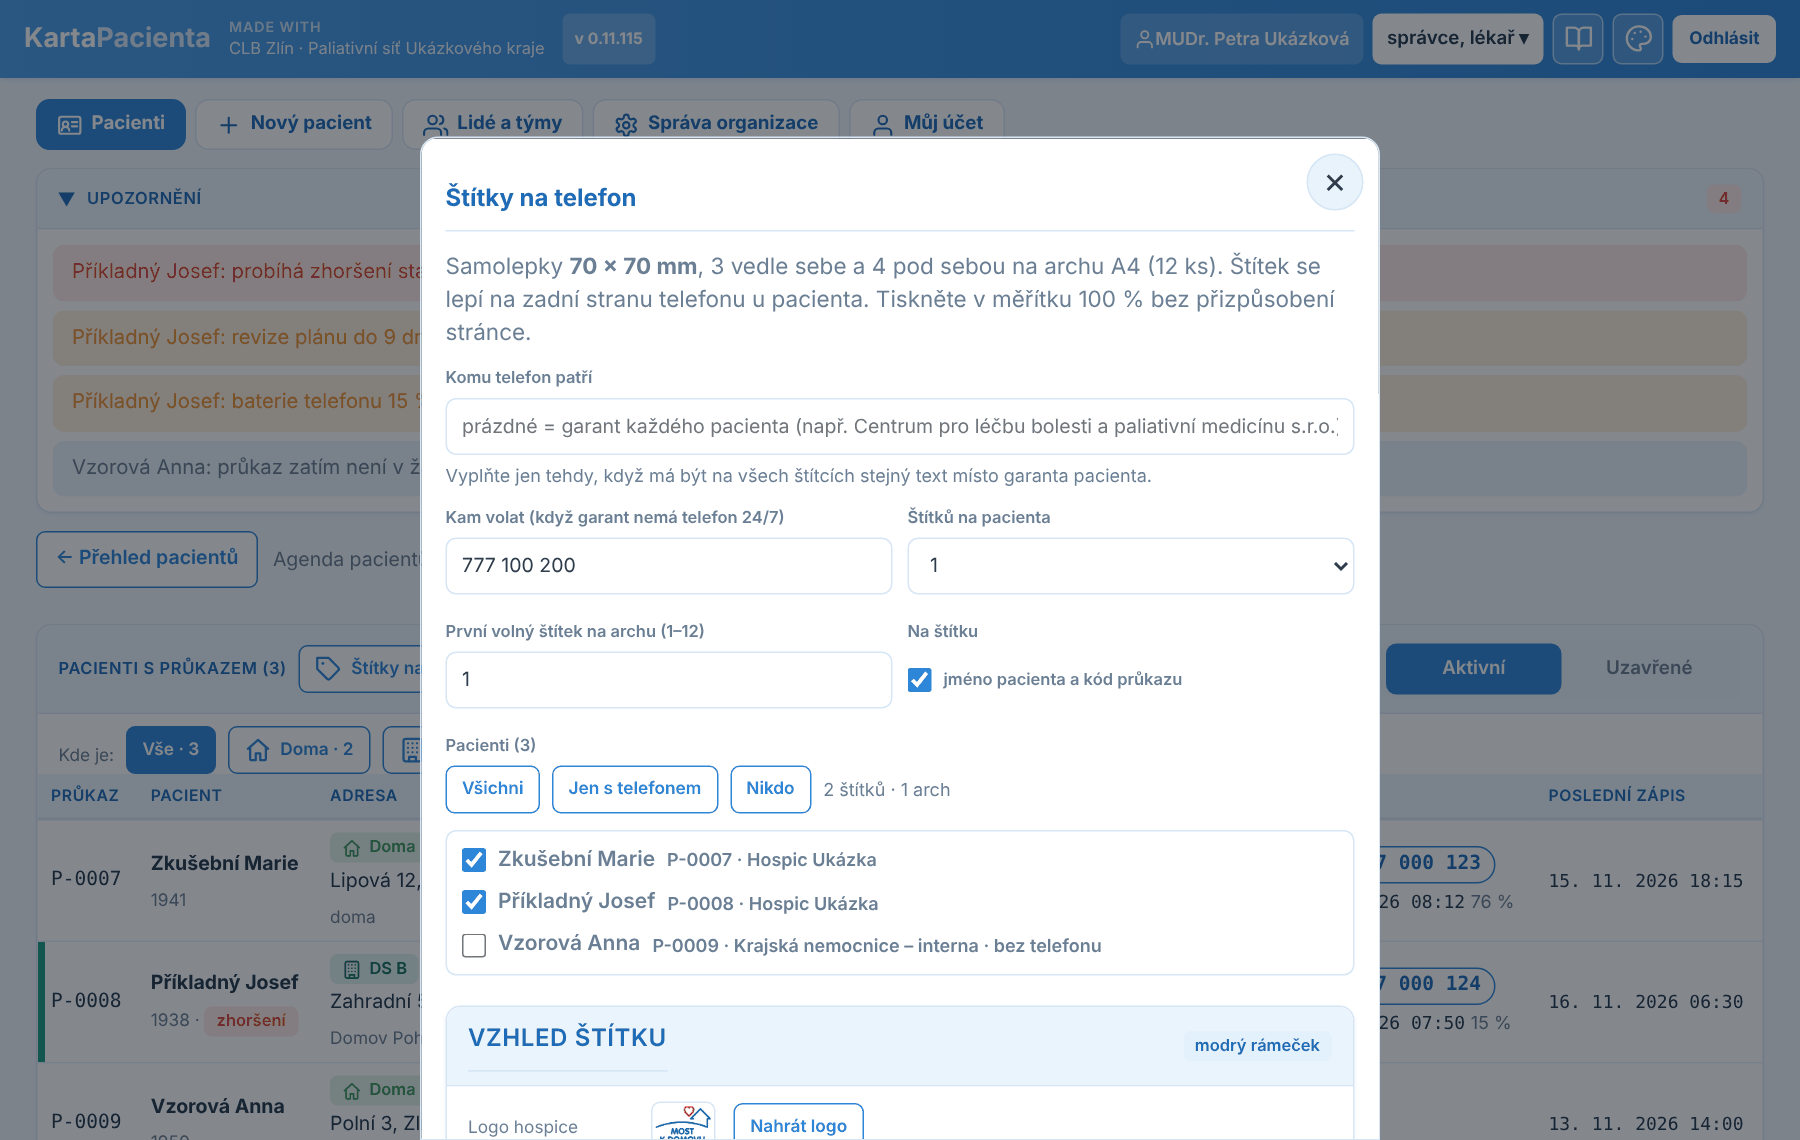 KartaPacienta
MADE WITH
CLB Zlín · Paliativní síť Ukázkového kraje
v 0.11.115
MUDr. Petra Ukázková
správce, lékař ▾
Odhlásit
Pacienti
Nový pacient
Lidé a týmy
Správa organizace
Můj účet
UPOZORNĚNÍ
4
Příkladný Josef: probíhá zhoršení
Příkladný Josef: revize plánu do 9
Příkladný Josef: baterie telefonu 15
Vzorová Anna: průkaz zatím není v
← Přehled pacientů
Agenda
PACIENTI S PRŮKAZEM (3)
Štítky
Aktivní
Uzavřené
Kde je:
Vše · 3
Doma · 2
PRŮKAZ
PACIENT
ADRESA
POSLEDNÍ ZÁPIS
P-0007
Zkušební Marie
1941
Doma
Lipová 12,
doma
7 000 123
26 08:12 76 %
15. 11. 2026 18:15
P-0008
Příkladný Josef
1938 · zhoršení
DS B
Zahradní
Domov
7 000 124
26 07:50 15 %
16. 11. 2026 06:30
P-0009
Vzorová Anna
Doma
Polní 3,
13. 11. 2026 14:00
Štítky na telefon
Samolepky 70 × 70 mm, 3 vedle sebe a 4 pod sebou na archu A4 (12 ks). Štítek se
lepí na zadní stranu telefonu u pacienta. Tiskněte v měřítku 100 % bez přizpůsobení
stránce.
Komu telefon patří
prázdné = garant každého pacienta (např. Centrum pro léčbu bolesti a paliativní medicínu s.r.o.)
Vyplňte jen tehdy, když má být na všech štítcích stejný text místo garanta pacienta.
Kam volat (když garant nemá telefon 24/7)
Štítků na pacienta
777 100 200
1
První volný štítek na archu (1–12)
Na štítku
1
jméno pacienta a kód průkazu
Pacienti (3)
Všichni
Jen s telefonem
Nikdo
2 štítků · 1 arch
Zkušební Marie P-0007 · Hospic Ukázka
Příkladný Josef P-0008 · Hospic Ukázka
Vzorová Anna P-0009 · Krajská nemocnice – interna · bez telefonu
VZHLED ŠTÍTKU
modrý rámeček
Logo hospice
MOST
K DOMOVU
Nahrát logo